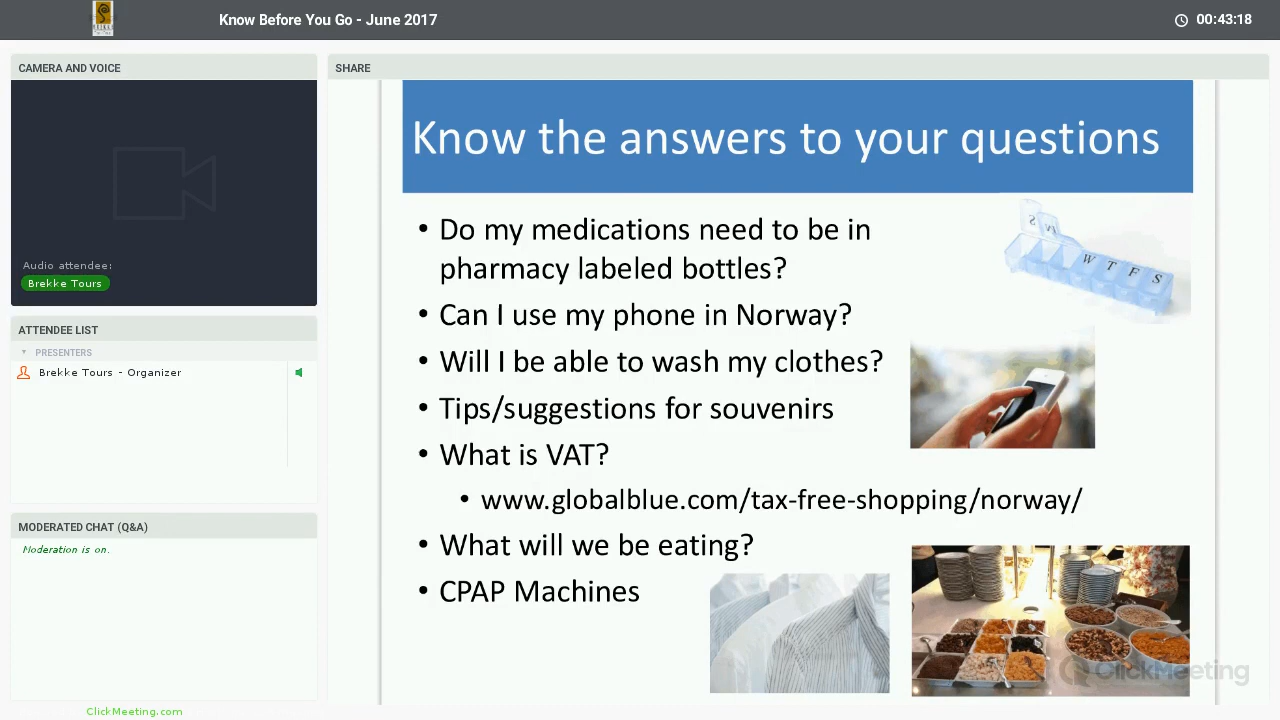 Know Before You Go - June 2017
00:43:18
CAMERA AND VOICE
Audio attendee:
Brekke Tours
ATTENDEE LIST
PRESENTERS
Brekke Tours - Organizer
MODERATED CHAT (Q&A)
Moderation is on.
ClickMeeting.com
SHARE
Know the answers to your questions
• Do my medications need to be in
pharmacy labeled bottles?
• Can I use my phone in Norway?
• Will I be able to wash my clothes?
• Tips/suggestions for souvenirs
• What is VAT?
• www.globalblue.com/tax-free-shopping/norway/
• What will we be eating?
• CPAP Machines
S M W T F S
ClickMeeting